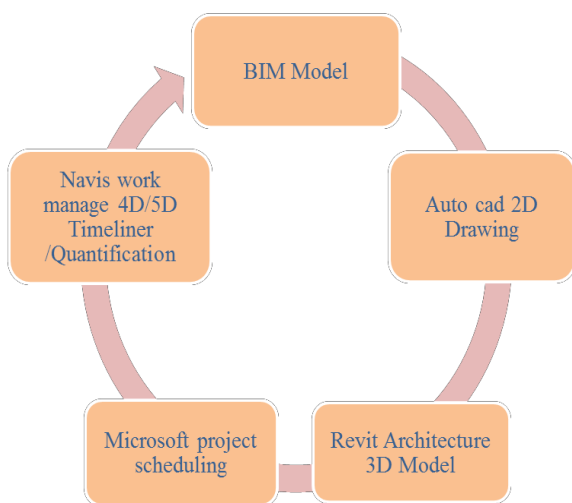 BIM Model
Auto cad 2D
Drawing
Revit Architecture
3D Model
Microsoft project
scheduling
Navis work
manage 4D/5D
Timeliner
/Quantification